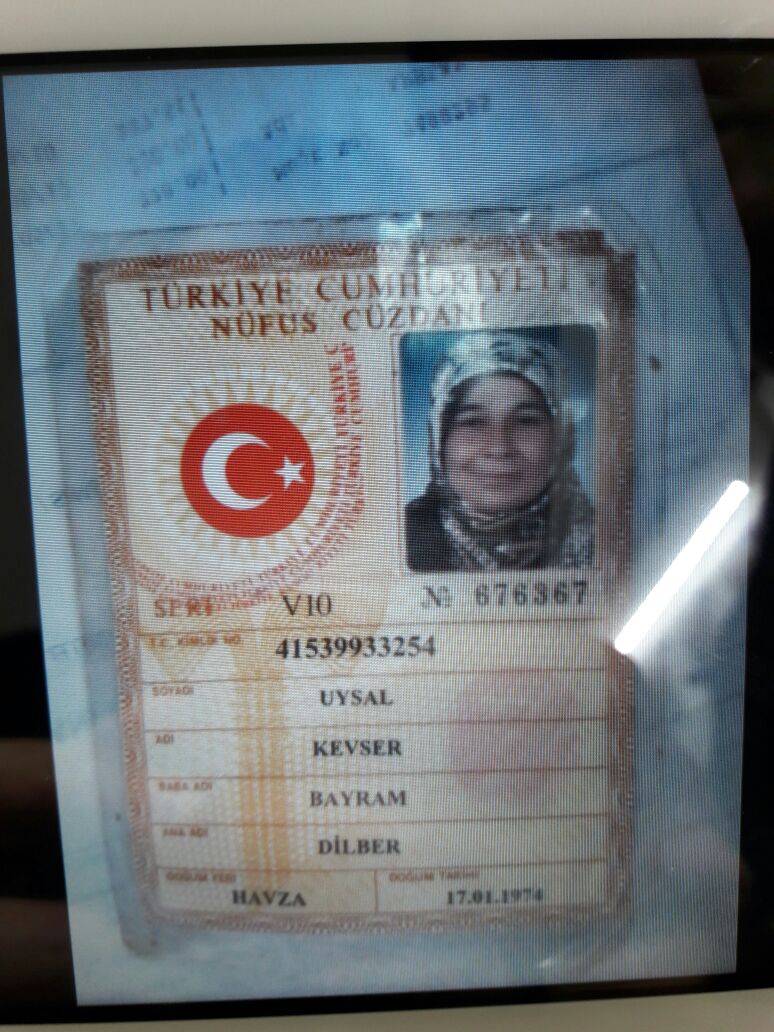 TÜRKİYE CUMHURİYETİ
NÜFUS CÜZDANI
SERİ V10 № 676367
T.C. KİMLİK NO. 41539933254
SOYADI UYSAL
ADI KEVSER
BABA ADI BAYRAM
ANA ADI DİLBER
DOĞUM YERİ DOĞUM TARİHİ
HAVZA 17.01.1974